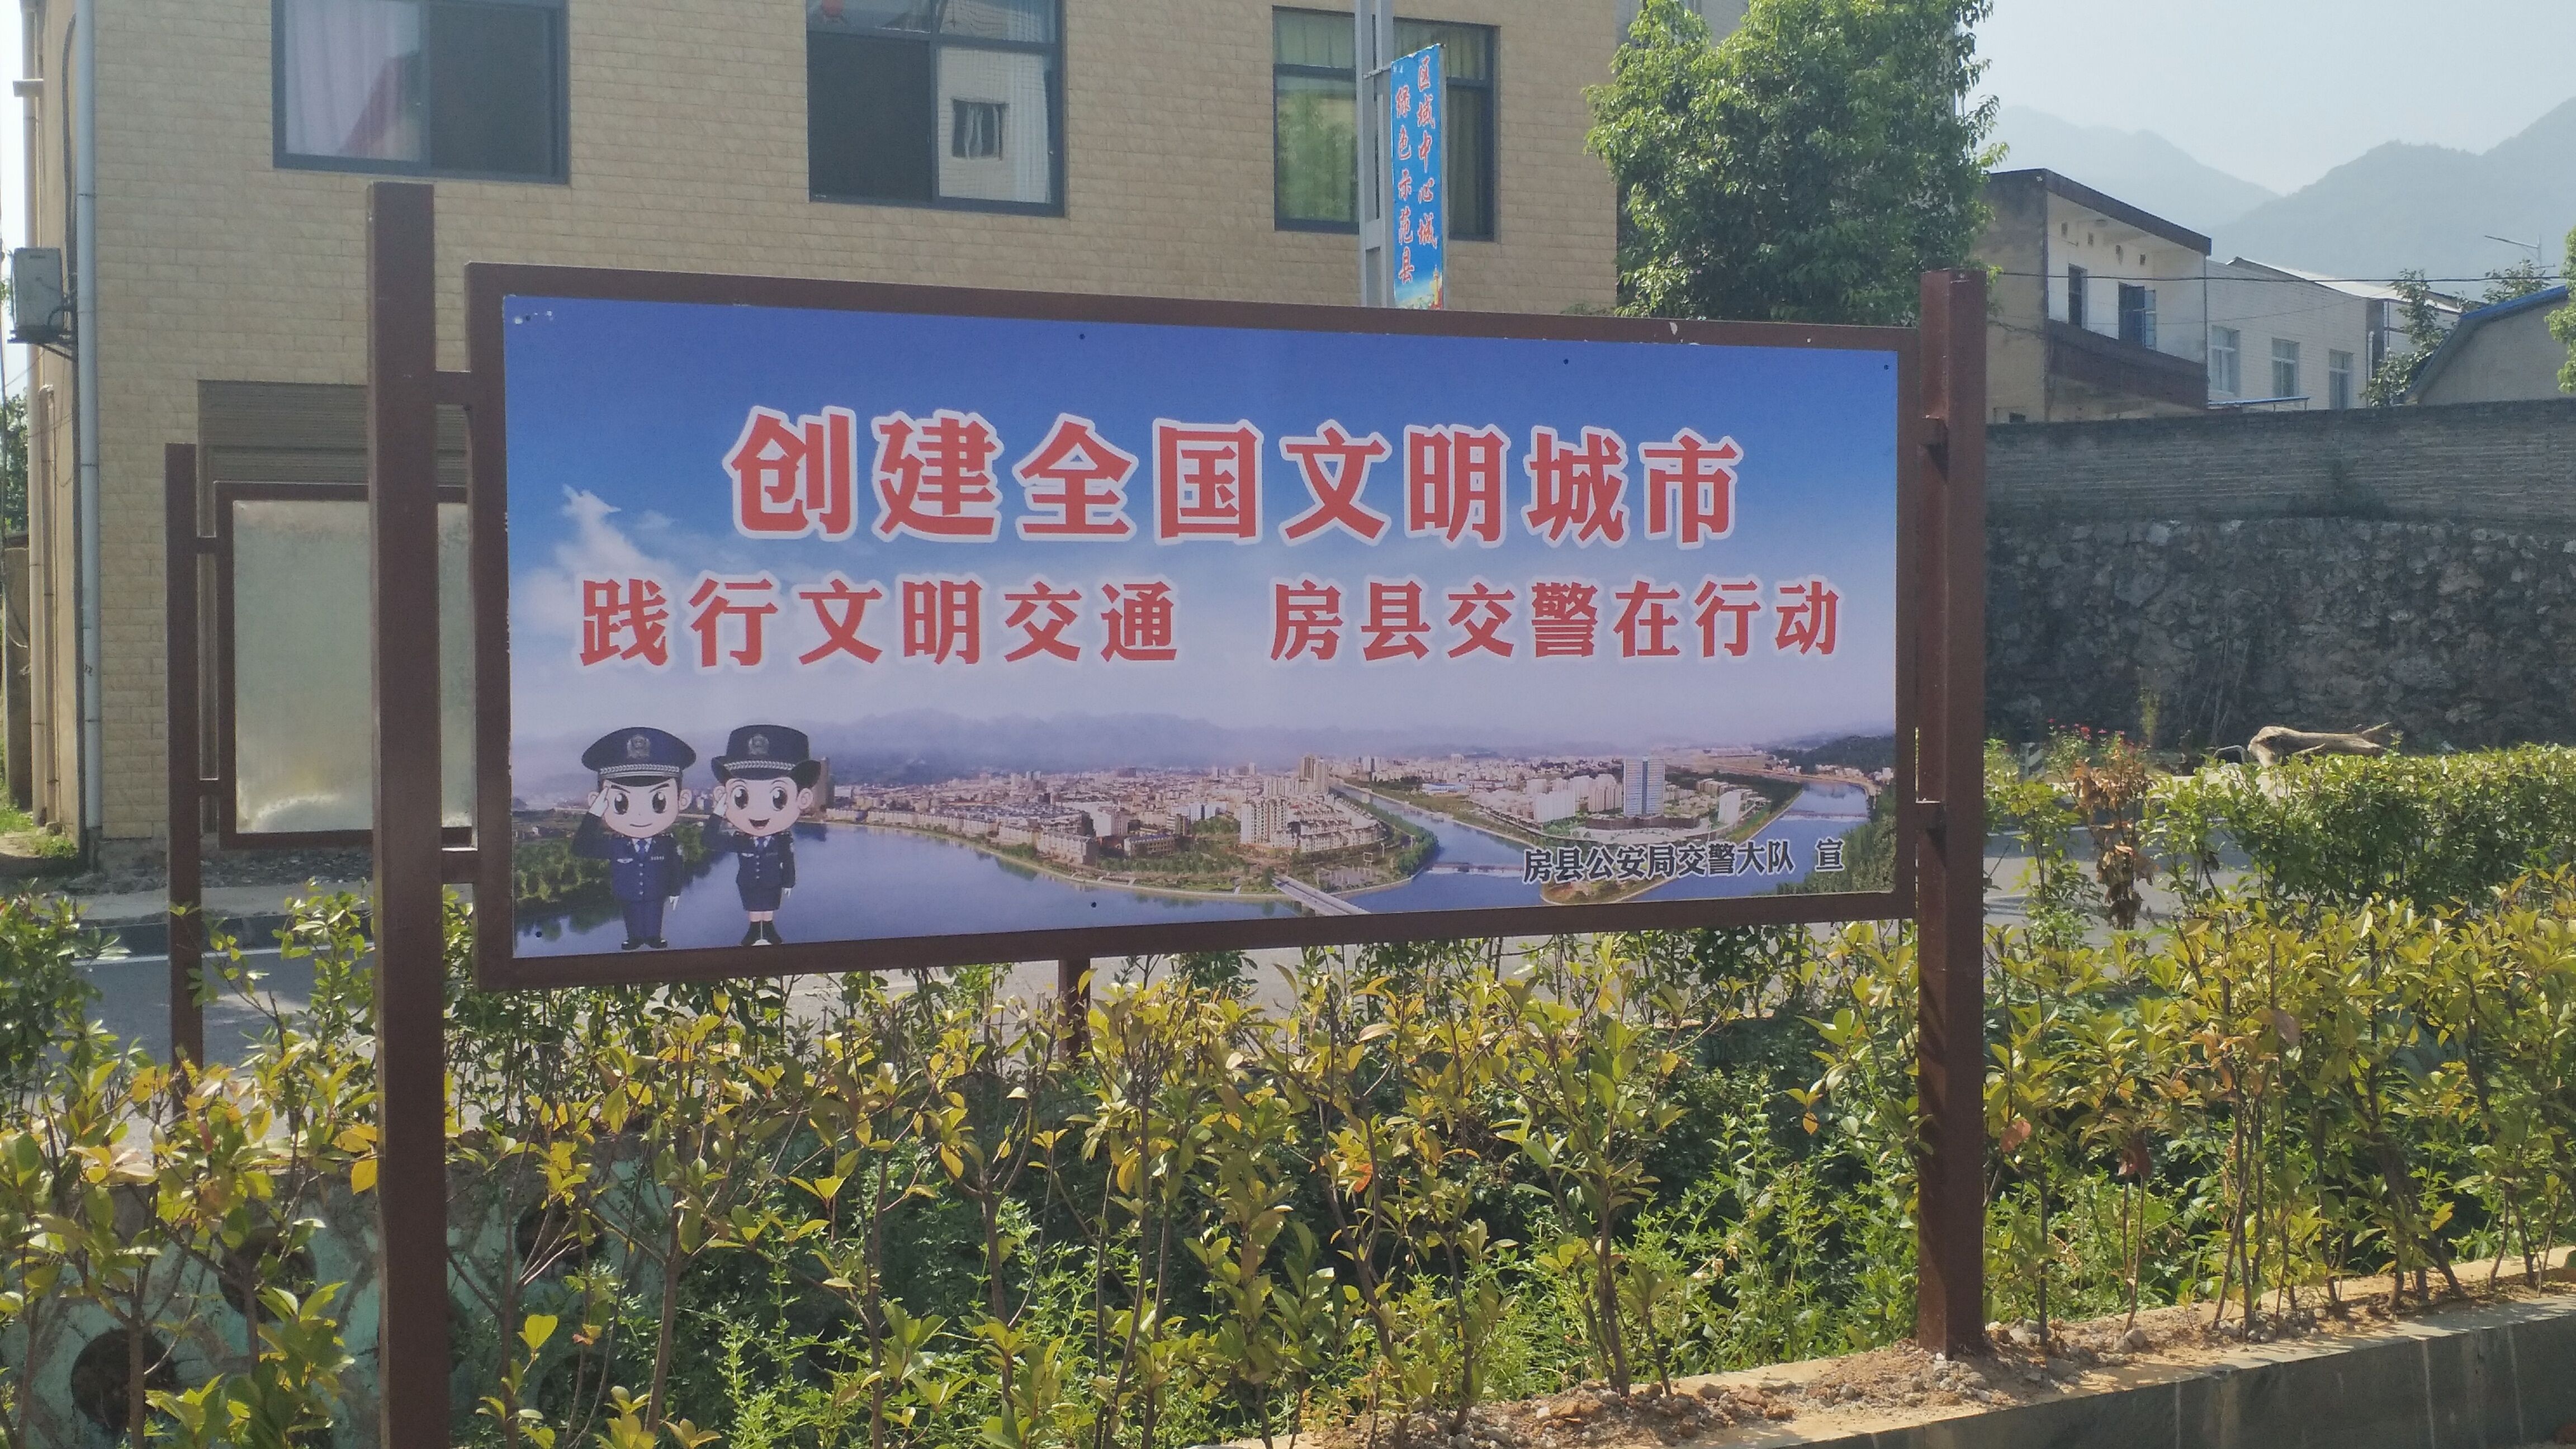 区域中心城
绿色示范县
创建全国文明城市
践行文明交通 房县交警在行动
房县公安局交警大队 宣